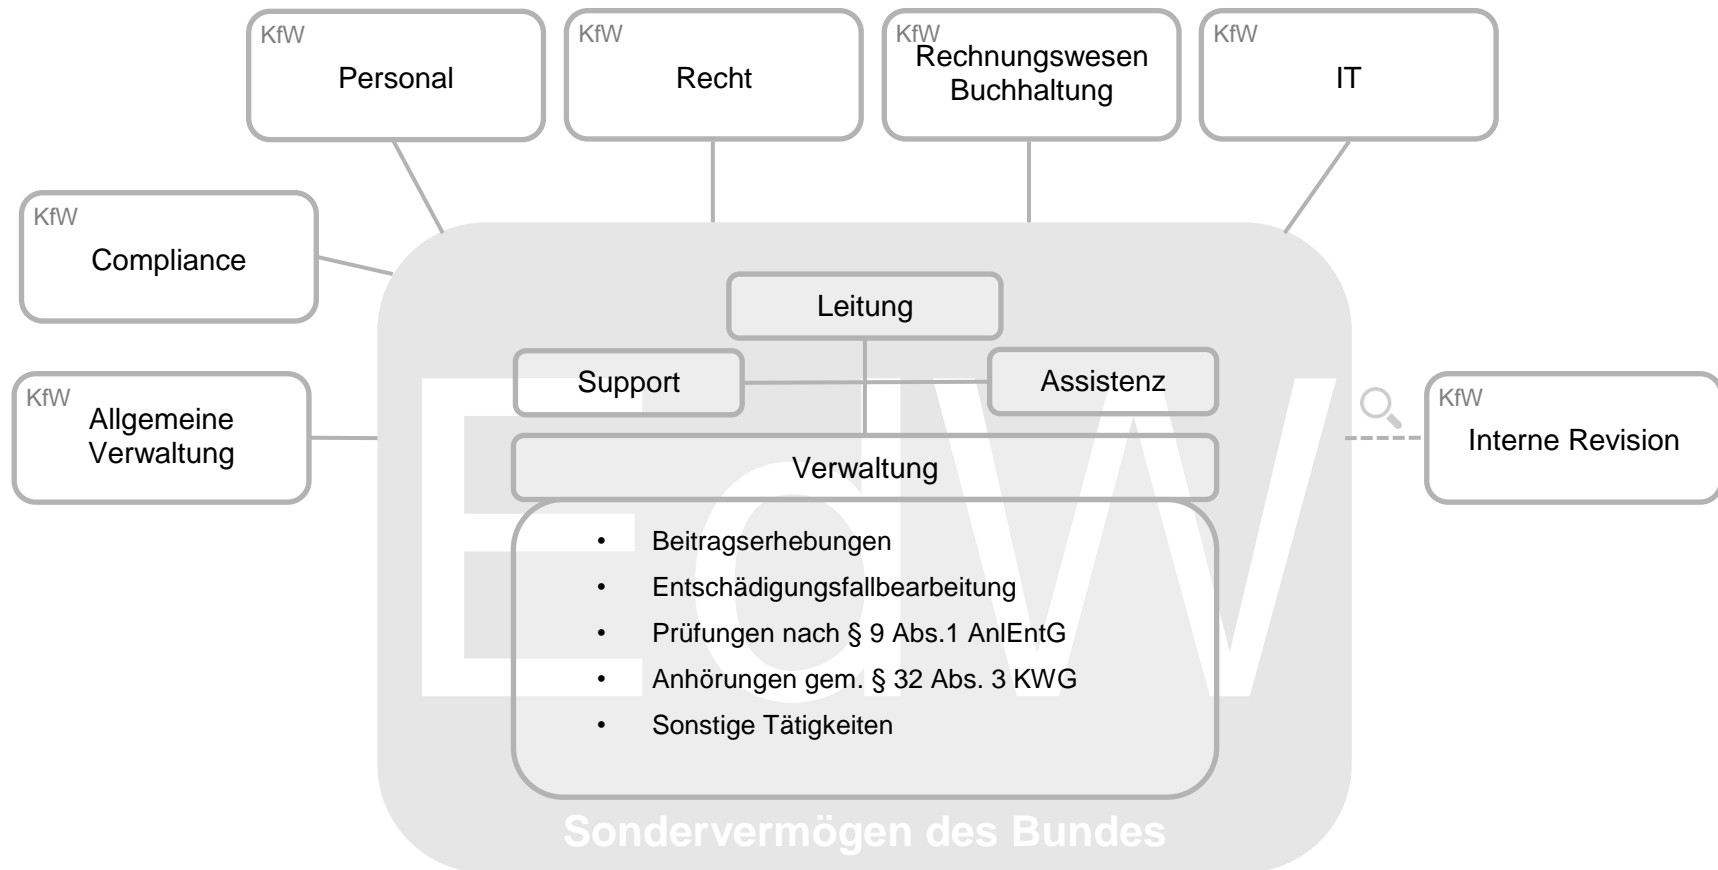 KfW
Personal
KfW
Recht
KfW
Rechnungswesen
Buchhaltung
KfW
IT
KfW
Compliance
KfW
Allgemeine
Verwaltung
EdW
Leitung
Support
Assistenz
Verwaltung
• Beitragserhebungen
• Entschädigungsfallbearbeitung
• Prüfungen nach § 9 Abs.1 AnlEntG
• Anhörungen gem. § 32 Abs. 3 KWG
• Sonstige Tätigkeiten
Sondervermögen des Bundes
KfW
Interne Revision